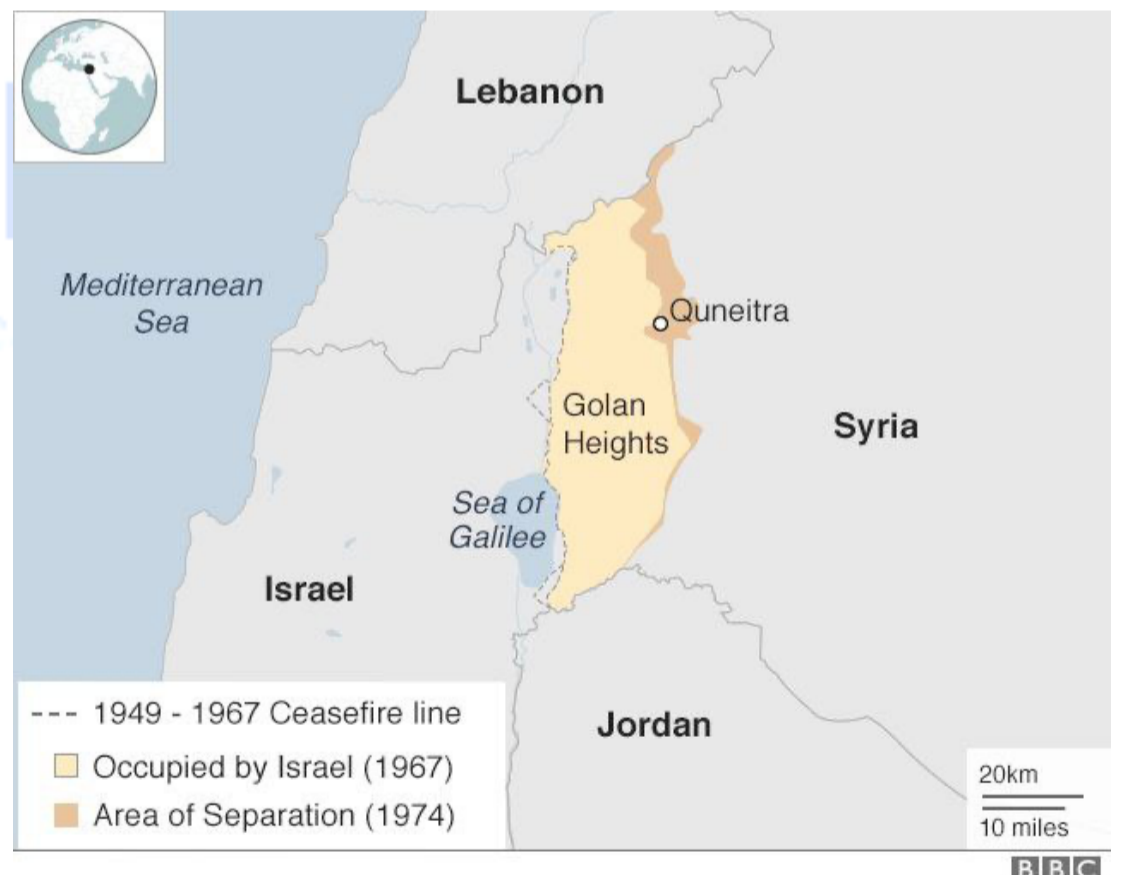 Lebanon
Mediterranean
Sea
Quneitra
Golan
Heights
Syria
Sea of
Galilee
Israel
Jordan
1949 - 1967 Ceasefire line
Occupied by Israel (1967)
Area of Separation (1974)
20km
10 miles
BBC